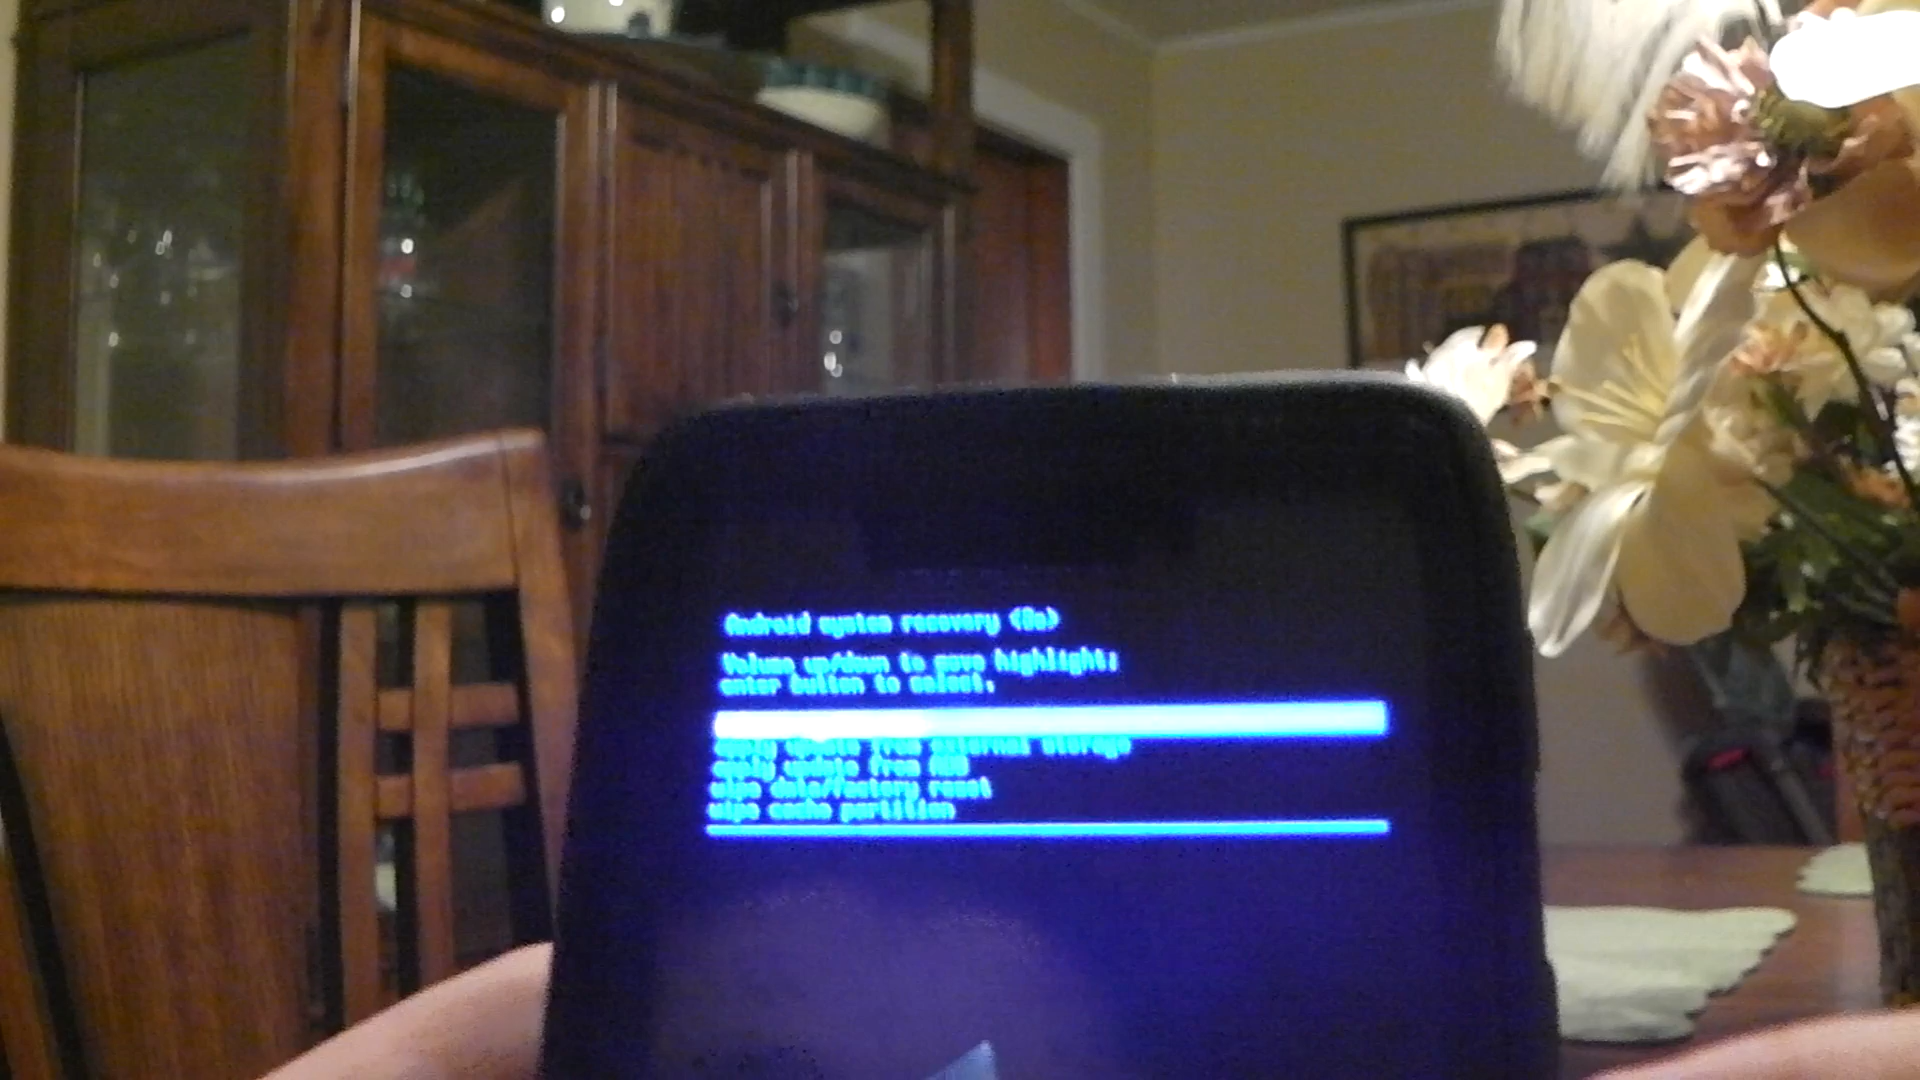 Android system recovery <3e>
Volume up/down to move highlight;
enter button to select.
apply update from external storage
apply update from ADB
wipe data/factory reset
wipe cache partition